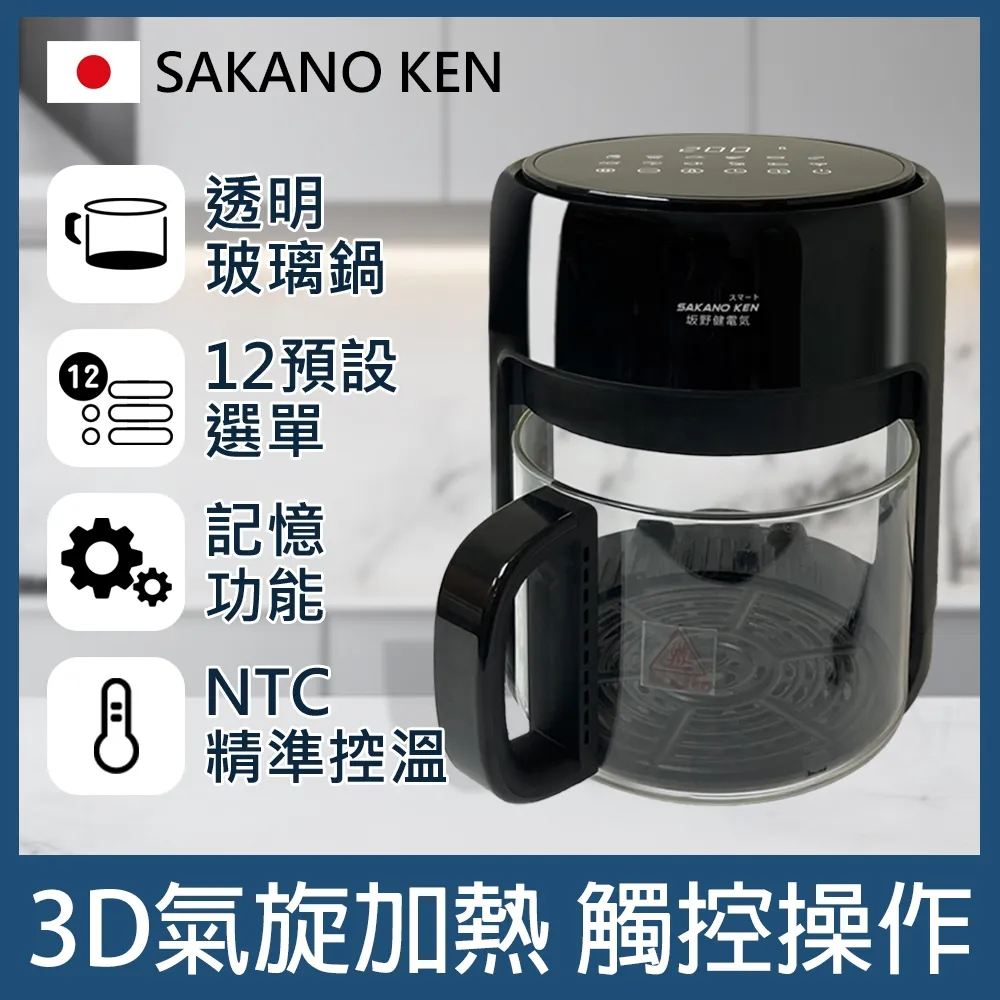 SAKANO KEN
透明
玻璃鍋
12
12預設
選單
記憶
功能
NTC
精準控溫
200
スマート
SAKANO KEN
坂野健電気
3D氣旋加熱 觸控操作